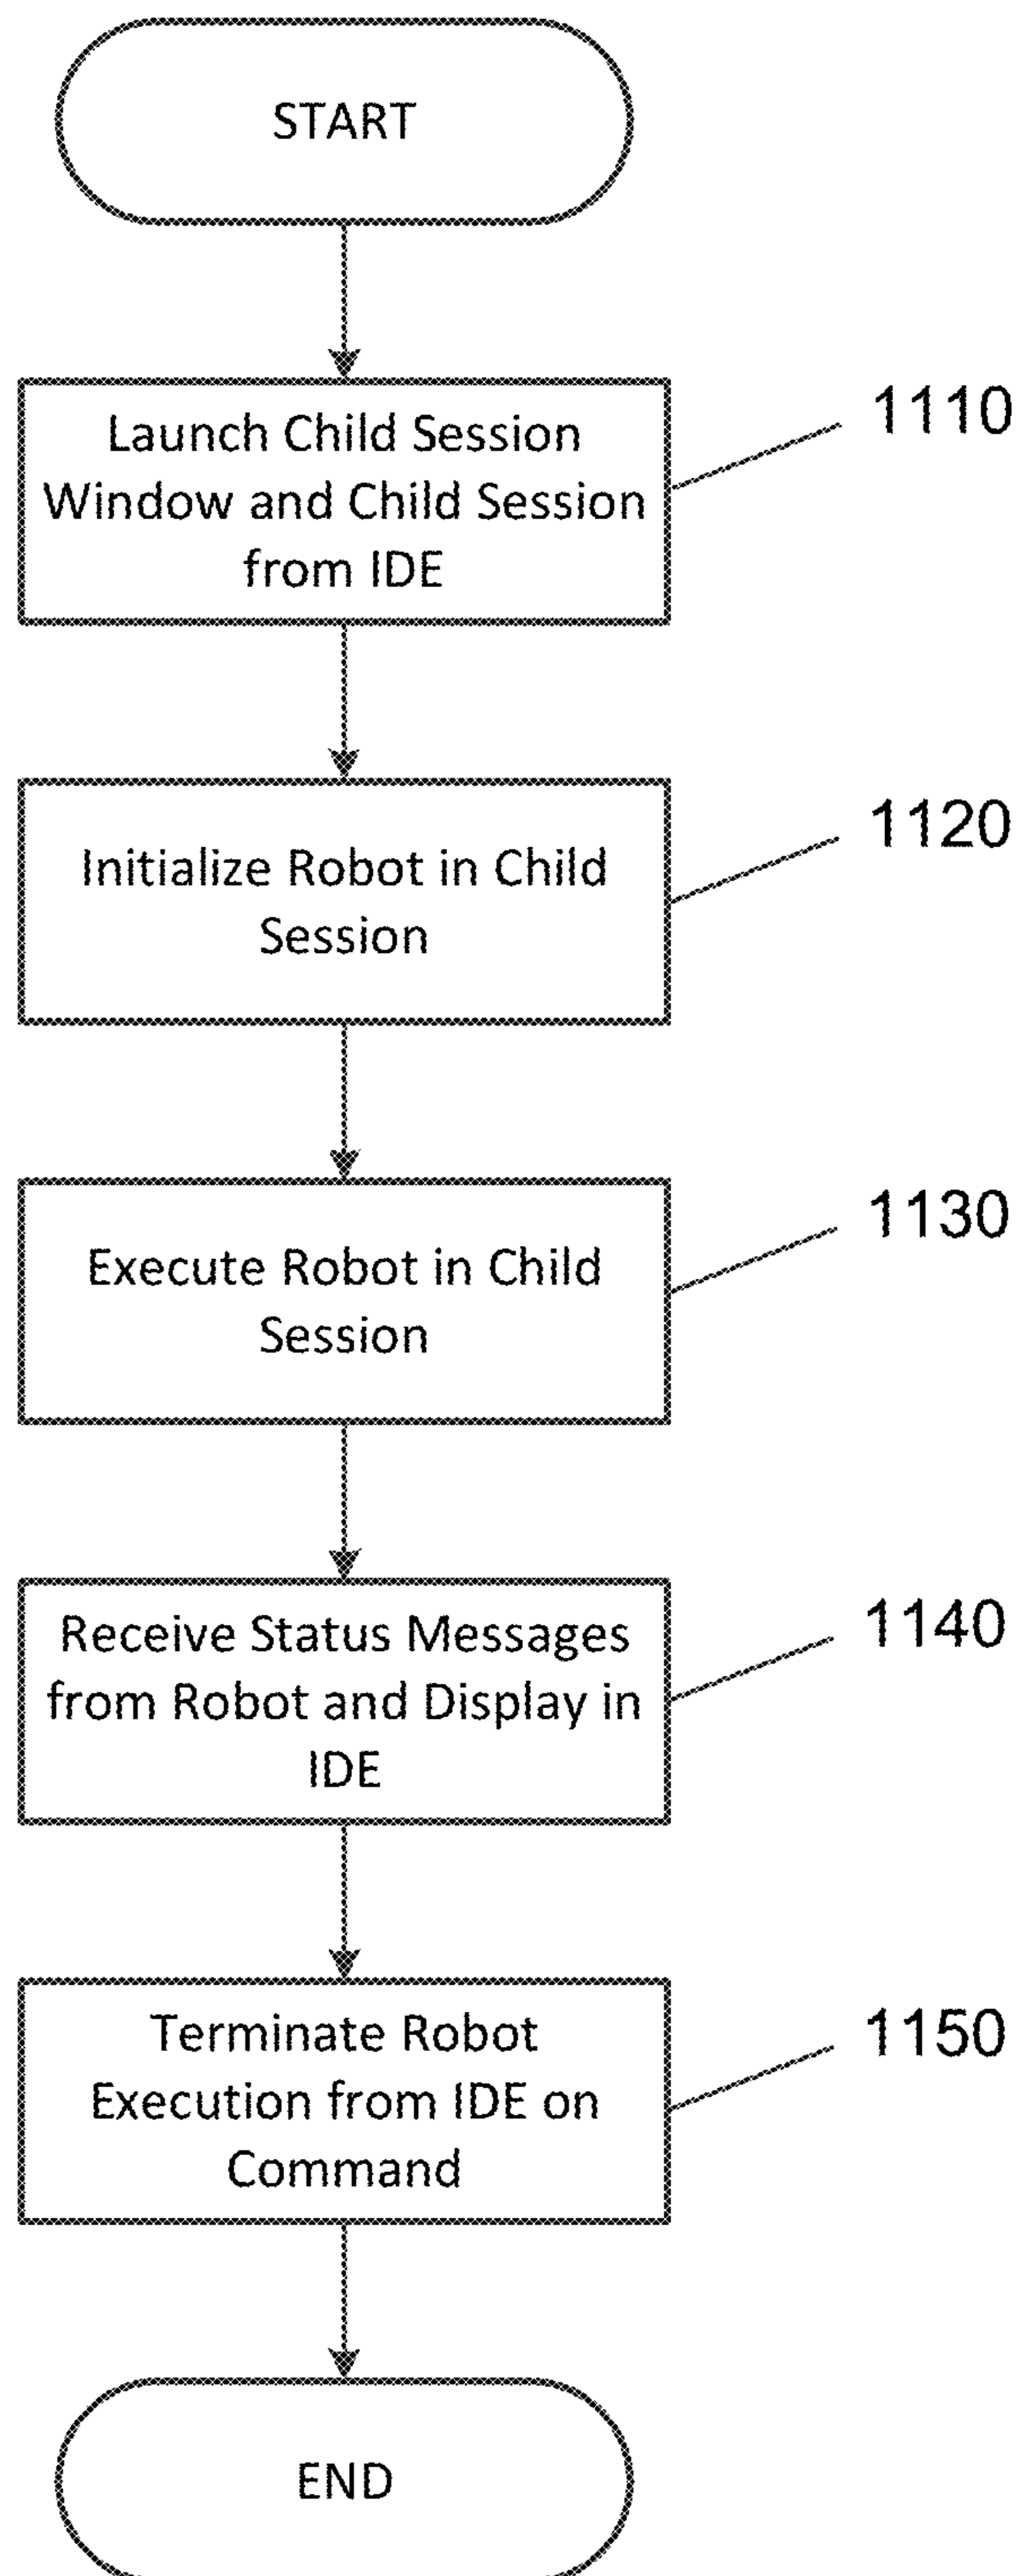 START
Launch Child Session
Window and Child Session
from IDE
1110
Initialize Robot in Child
Session
1120
Execute Robot in Child
Session
1130
Receive Status Messages
from Robot and Display in
IDE
1140
Terminate Robot
Execution from IDE on
Command
1150
END